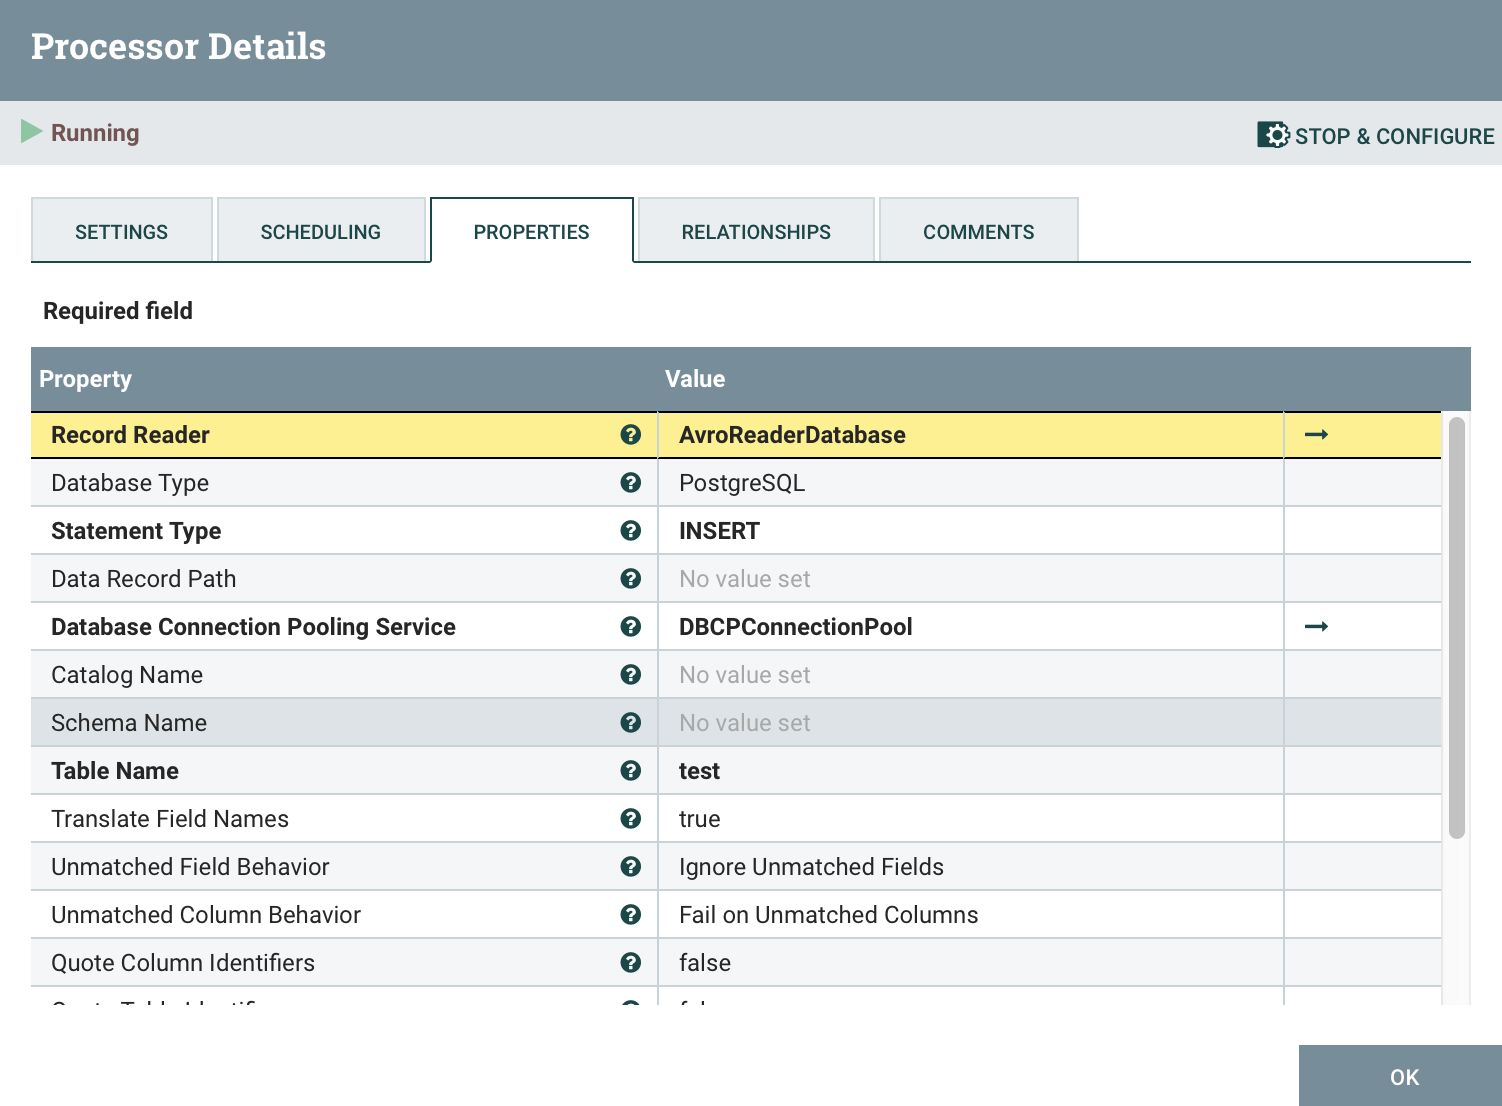 Processor Details
Running
STOP & CONFIGURE
SETTINGS SCHEDULING PROPERTIES RELATIONSHIPS COMMENTS
Required field
Property Value
Record Reader AvroReaderDatabase
Database Type PostgreSQL
Statement Type INSERT
Data Record Path No value set
Database Connection Pooling Service DBCPConnectionPool
Catalog Name No value set
Schema Name No value set
Table Name test
Translate Field Names true
Unmatched Field Behavior Ignore Unmatched Fields
Unmatched Column Behavior Fail on Unmatched Columns
Quote Column Identifiers false
OK